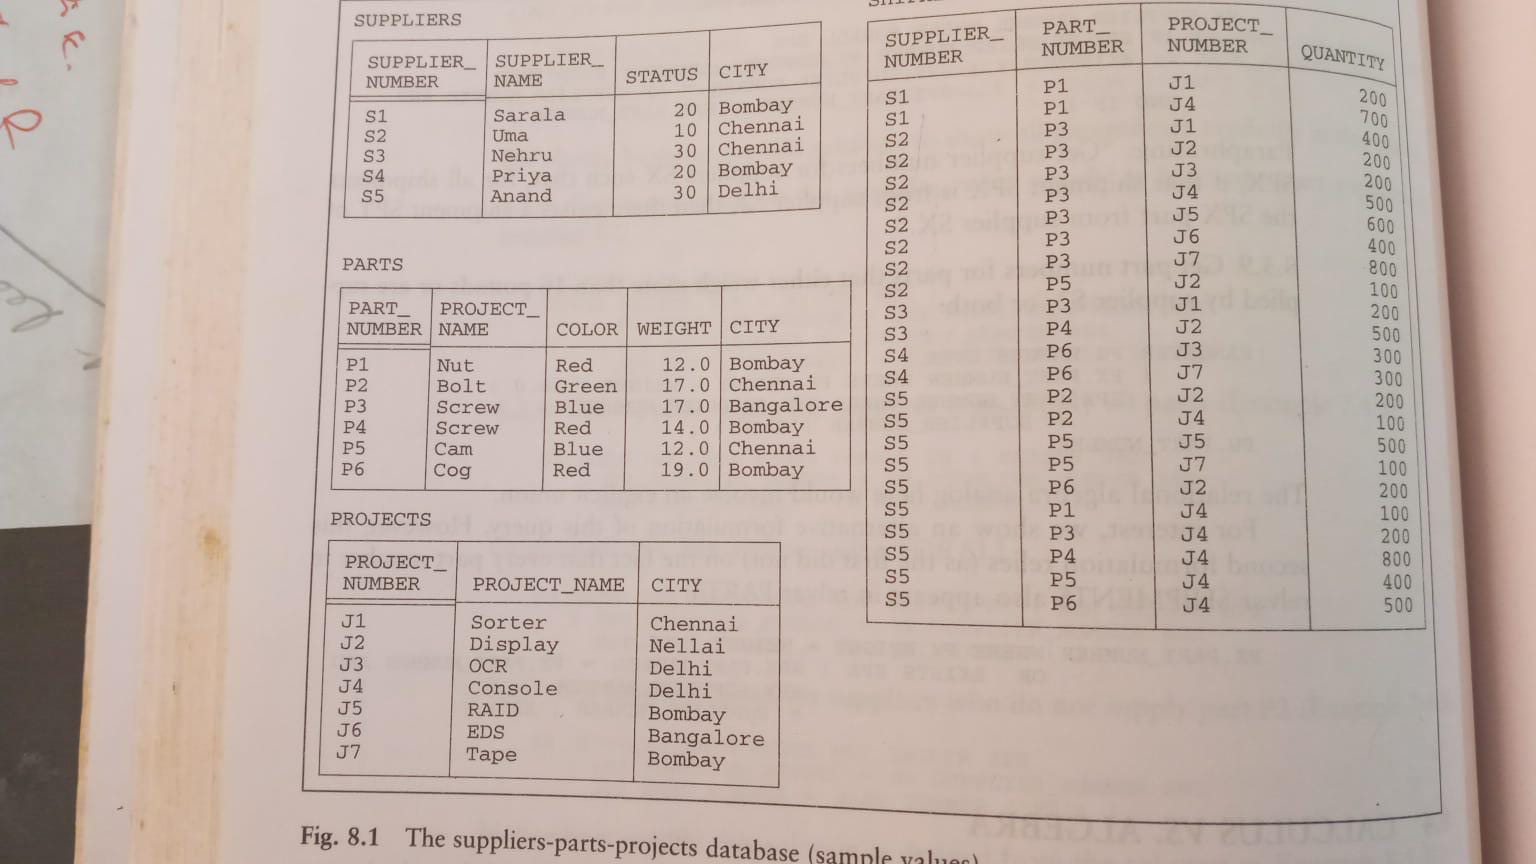 SUPPLIERS
SUPPLIER_ NUMBER SUPPLIER_ NAME STATUS CITY
S1 Sarala 20 Bombay
S2 Uma 10 Chennai
S3 Nehru 30 Chennai
S4 Priya 20 Bombay
S5 Anand 30 Delhi
PARTS
PART_ NUMBER PROJECT_ NAME COLOR WEIGHT CITY
P1 Nut Red 12.0 Bombay
P2 Bolt Green 17.0 Chennai
P3 Screw Blue 17.0 Bangalore
P4 Screw Red 14.0 Bombay
P5 Cam Blue 12.0 Chennai
P6 Cog Red 19.0 Bombay
PROJECTS
PROJECT_ NUMBER PROJECT_NAME CITY
J1 Sorter Chennai
J2 Display Nellai
J3 OCR Delhi
J4 Console Delhi
J5 RAID Bombay
J6 EDS Bangalore
J7 Tape Bombay
SUPPLIER_ NUMBER PART_ NUMBER PROJECT_ NUMBER QUANTITY
S1 P1 J1 200
S1 P1 J4 700
S2 P3 J1 400
S2 P3 J2 200
S2 P3 J3 200
S2 P3 J4 500
S2 P3 J5 600
S2 P3 J6 400
S2 P3 J7 800
S2 P5 J2 100
S3 P3 J1 200
S3 P4 J2 500
S4 P6 J3 300
S4 P6 J7 300
S5 P2 J2 200
S5 P2 J4 100
S5 P5 J5 500
S5 P5 J7 100
S5 P6 J2 200
S5 P1 J4 100
S5 P3 J4 200
S5 P4 J4 800
S5 P5 J4 400
S5 P6 J4 500
Fig. 8.1 The suppliers-parts-projects database (sample values)